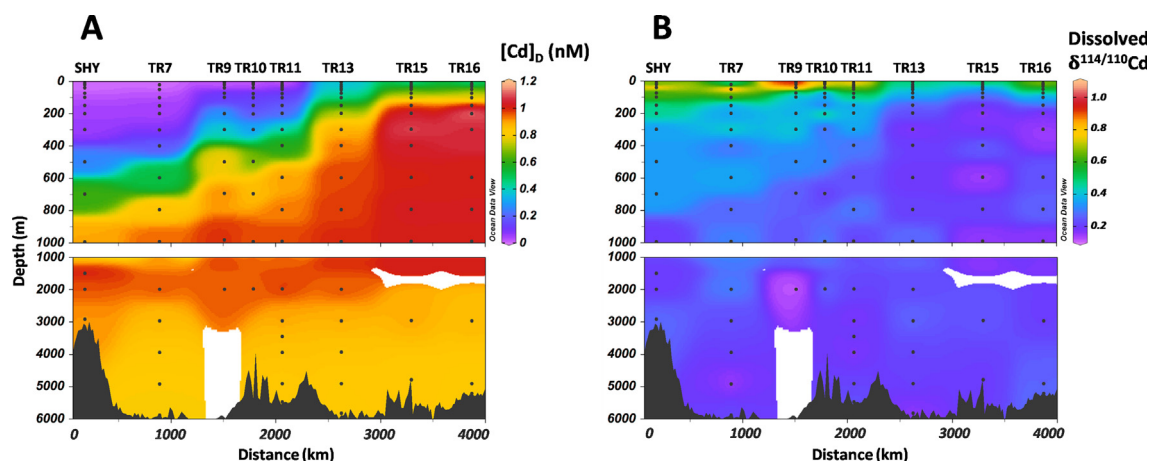 A
[Cd]D (nM)
SHY TR7 TR9 TR10 TR11 TR13 TR15 TR16
0
200
400
600
800
1000
1.2
1
0.8
0.6
0.4
0.2
0
Ocean Data View
Depth (m)
1000
2000
3000
4000
5000
6000
0 1000 2000 3000 4000
Distance (km)
B
Dissolved
δ114/110Cd
SHY TR7 TR9 TR10 TR11 TR13 TR15 TR16
0
200
400
600
800
1000
1.0
0.8
0.6
0.4
0.2
Ocean Data View
1000
2000
3000
4000
5000
6000
0 1000 2000 3000 4000
Distance (km)